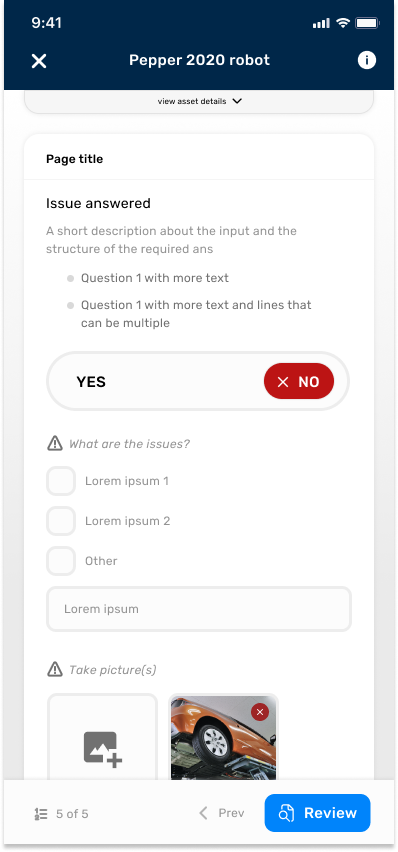 9:41
Pepper 2020 robot
view asset details
Page title
Issue answered
A short description about the input and the
structure of the required ans
Question 1 with more text
Question 1 with more text and lines that
can be multiple
YES
NO
What are the issues?
Lorem ipsum 1
Lorem ipsum 2
Other
Lorem ipsum
Take picture(s)
5 of 5
Prev
Review